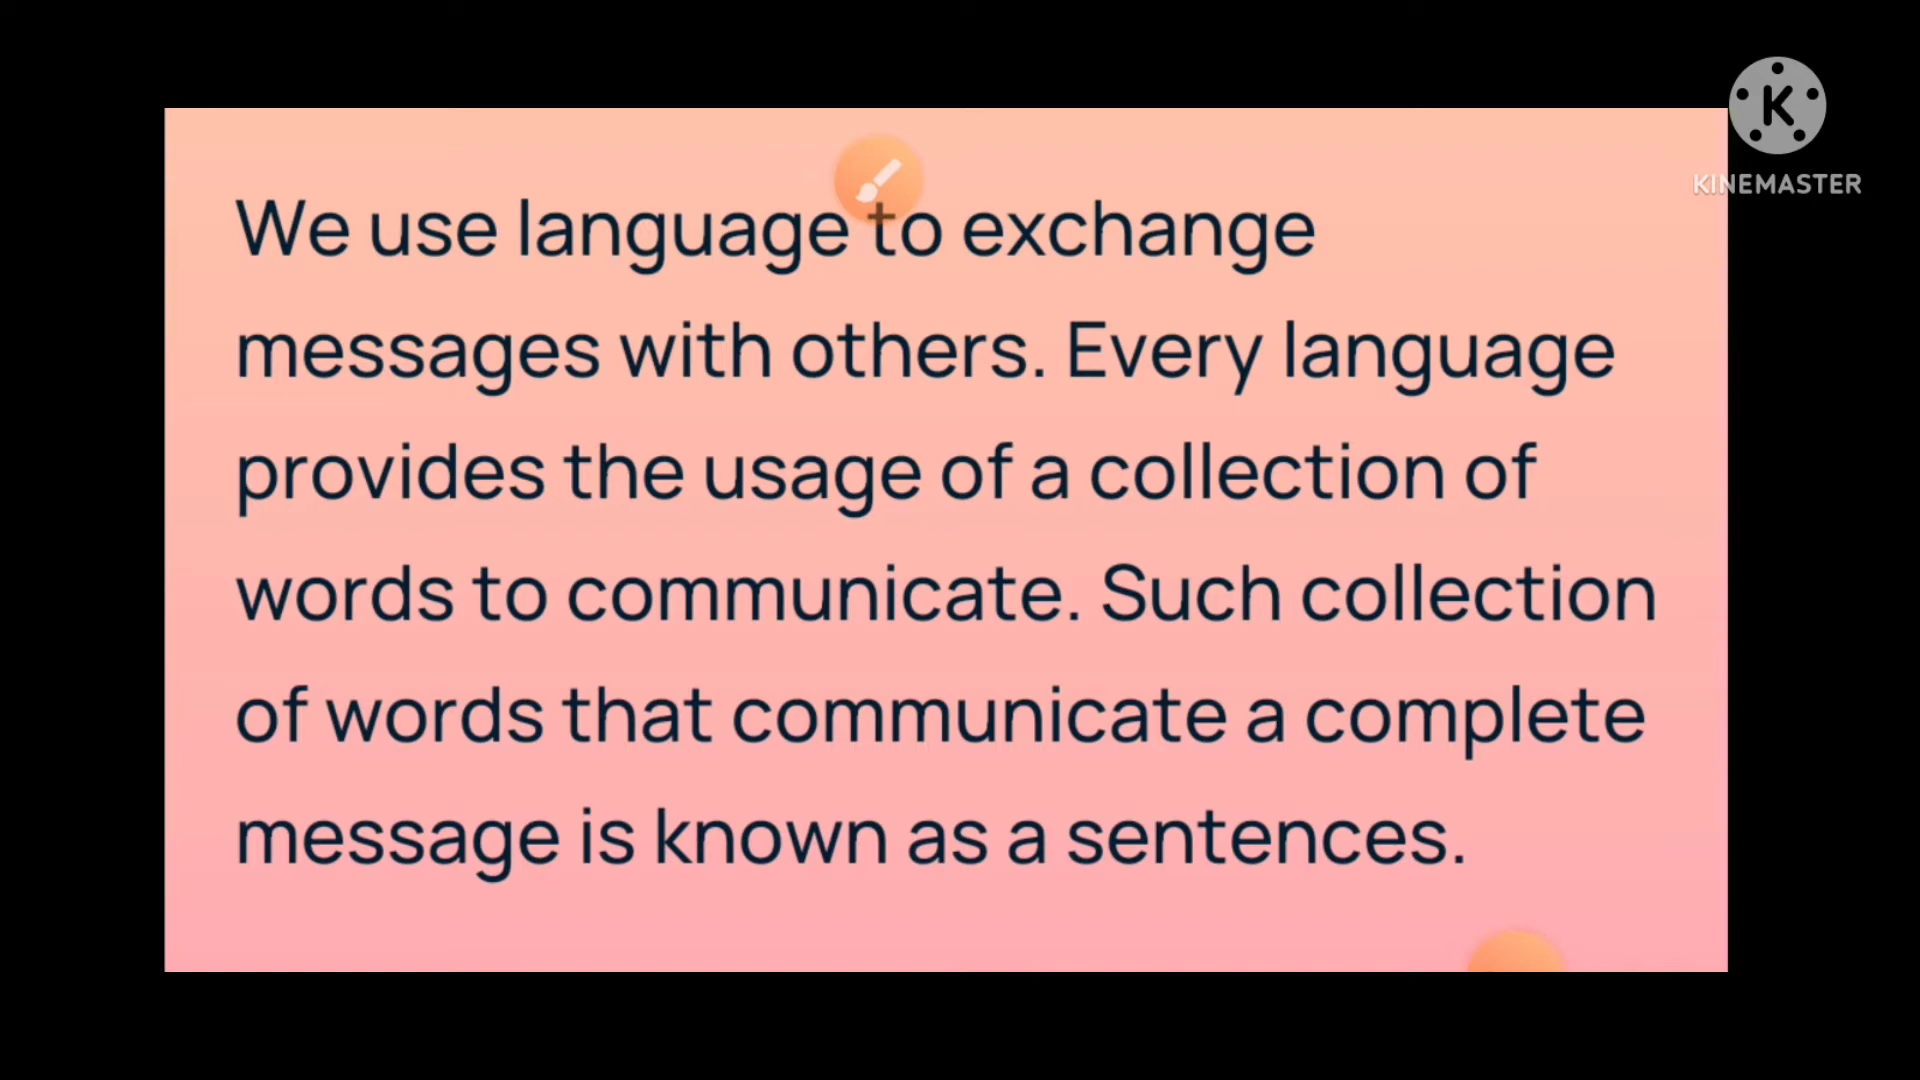 We use language to exchange
messages with others. Every language
provides the usage of a collection of
words to communicate. Such collection
of words that communicate a complete
message is known as a sentences.
K
KINEMASTER